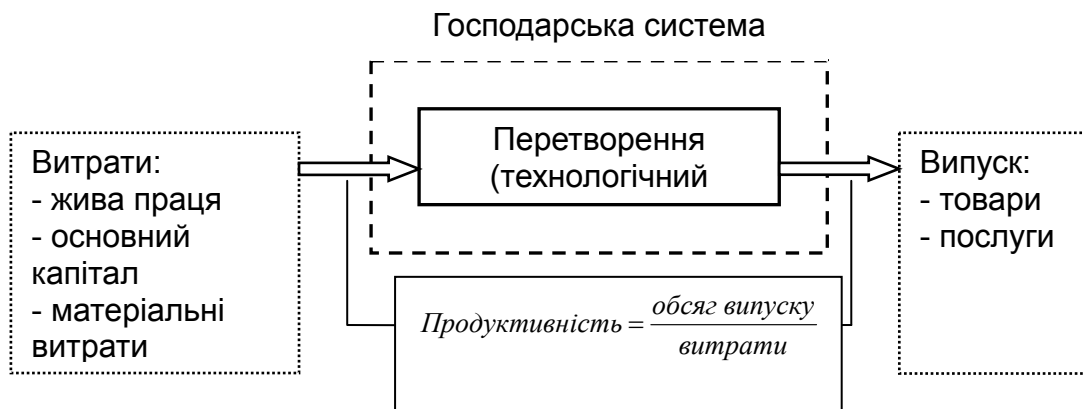 Господарська система
Витрати:
- жива праця
- основний
капітал
- матеріальні
витрати
Перетворення
(технологічний
Випуск:
- товари
- послуги
Продуктивність = обсяг випуску
витрати